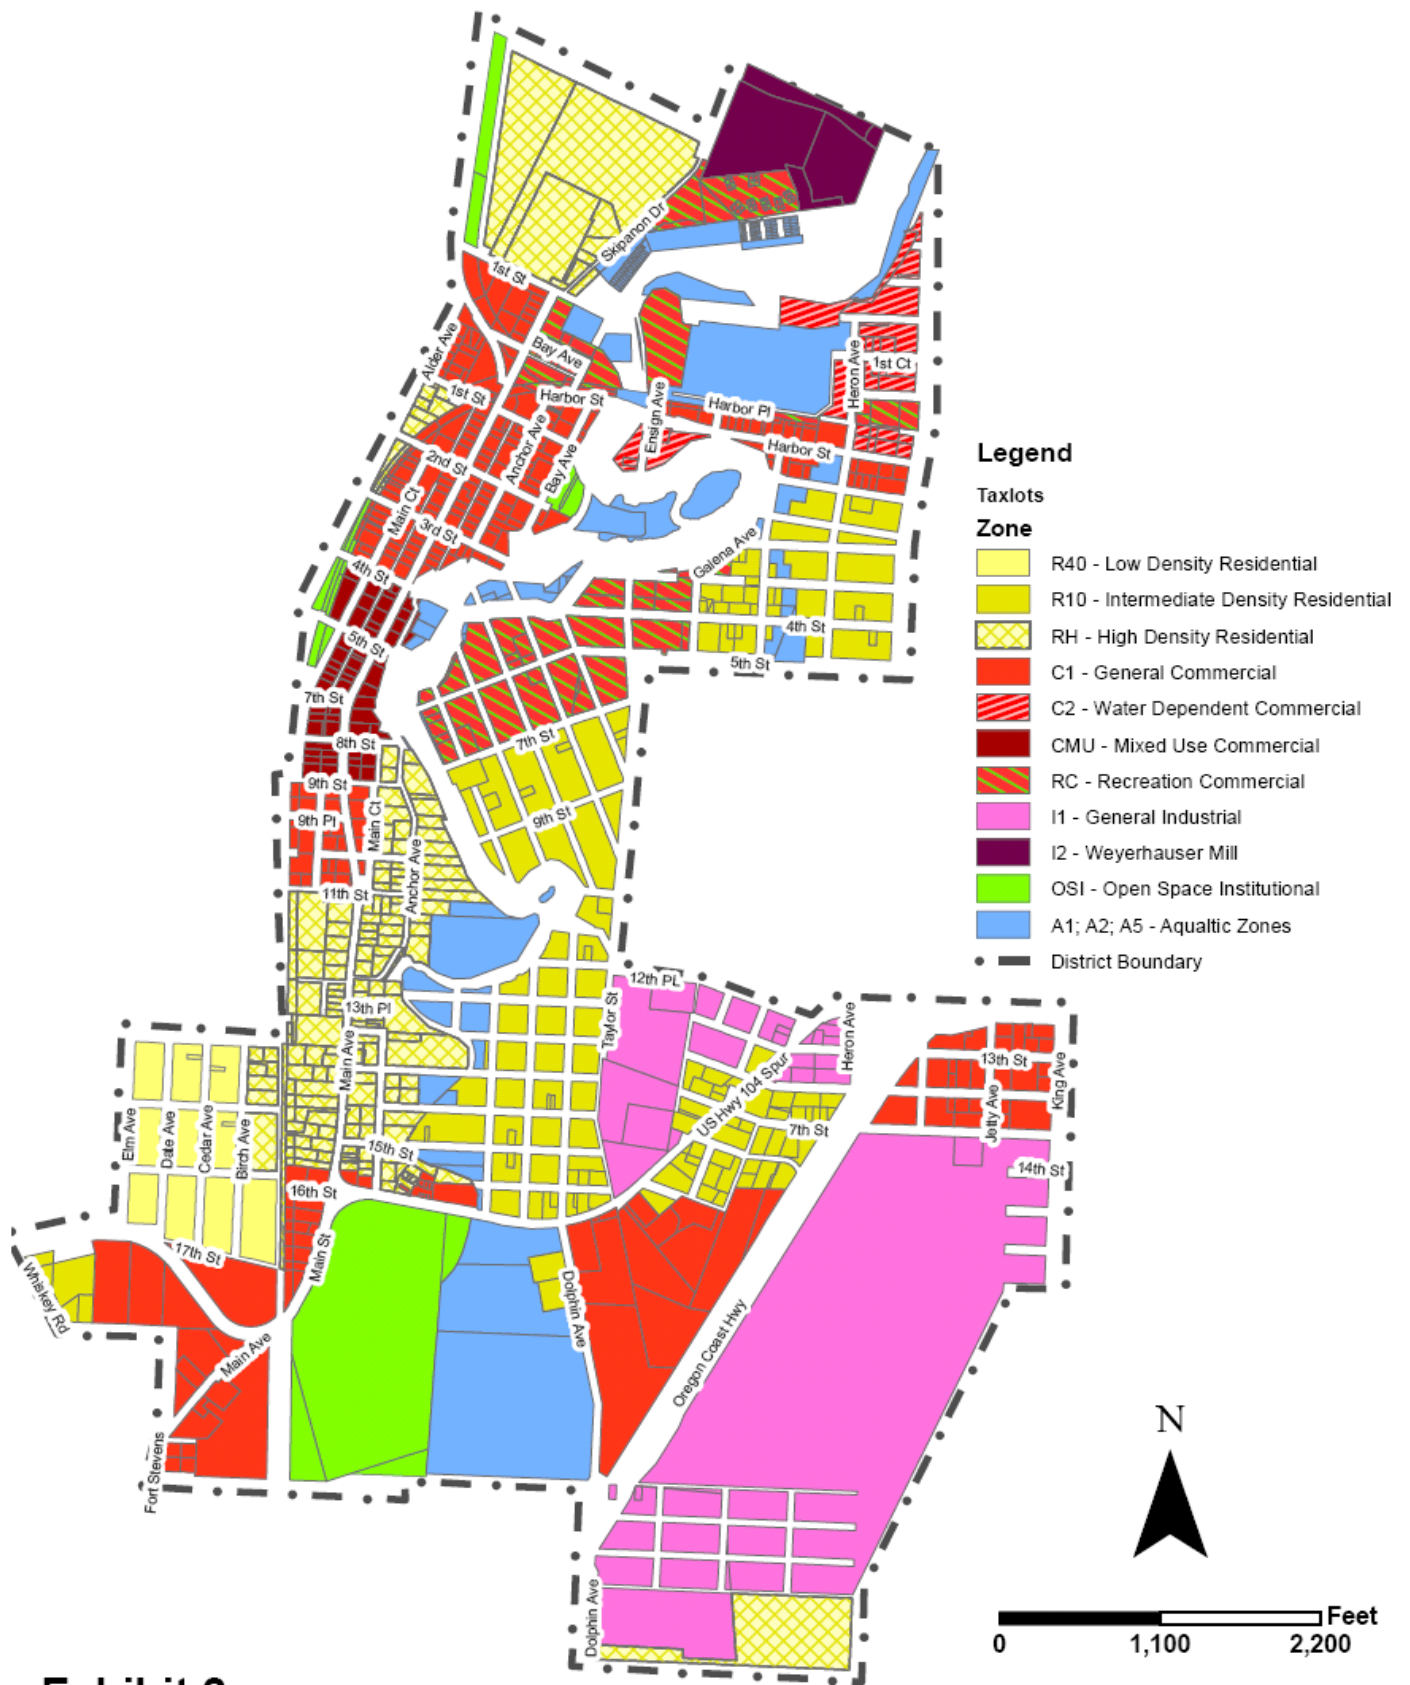 Skipanon Dr
1st St
Alder Ave
Bay Ave
1st St
Harbor St
Ensign Ave
Harbor Pl
Heron Ave
1st Ct
Harbor St
Anchor Ave
Bay Ave
2nd St
Main Ct
3rd St
4th St
Galena Ave
5th St
4th St
5th St
7th St
8th St
7th St
9th St
9th Pl
Main Ct
9th St
Anchor Ave
11th St
12th PL
13th Pl
Taylor St
Heron Ave
Main Ave
US Hwy 104 Spur
13th St
King Ave
Jetty Ave
7th St
Elm Ave
Date Ave
Cedar Ave
Birch Ave
15th St
14th St
16th St
17th St
Main St
Whiskey Rd
Dolphin Ave
Main Ave
Oregon Coast Hwy
Fort Stevens
Dolphin Ave
Legend
Taxlots
Zone
R40 - Low Density Residential
R10 - Intermediate Density Residential
RH - High Density Residential
C1 - General Commercial
C2 - Water Dependent Commercial
CMU - Mixed Use Commercial
RC - Recreation Commercial
I1 - General Industrial
I2 - Weyerhauser Mill
OSI - Open Space Institutional
A1; A2; A5 - Aqualtic Zones
District Boundary
N
Feet
0 1,100 2,200